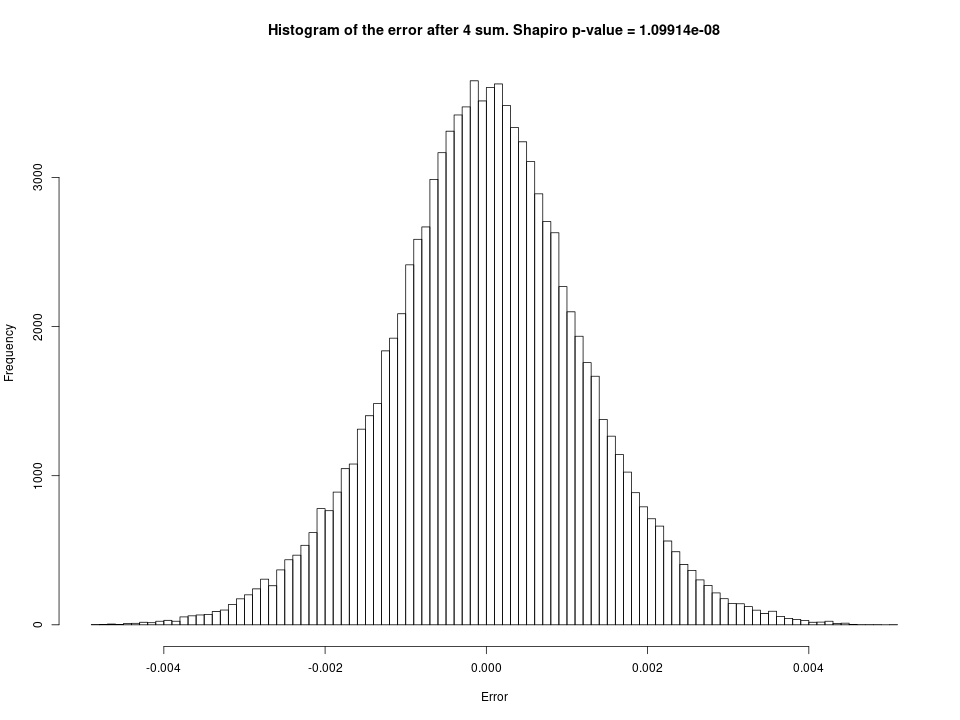 Histogram of the error after 4 sum. Shapiro p-value = 1.09914e-08
Frequency
3000
2000
1000
0
-0.004 -0.002 0.000 0.002 0.004
Error